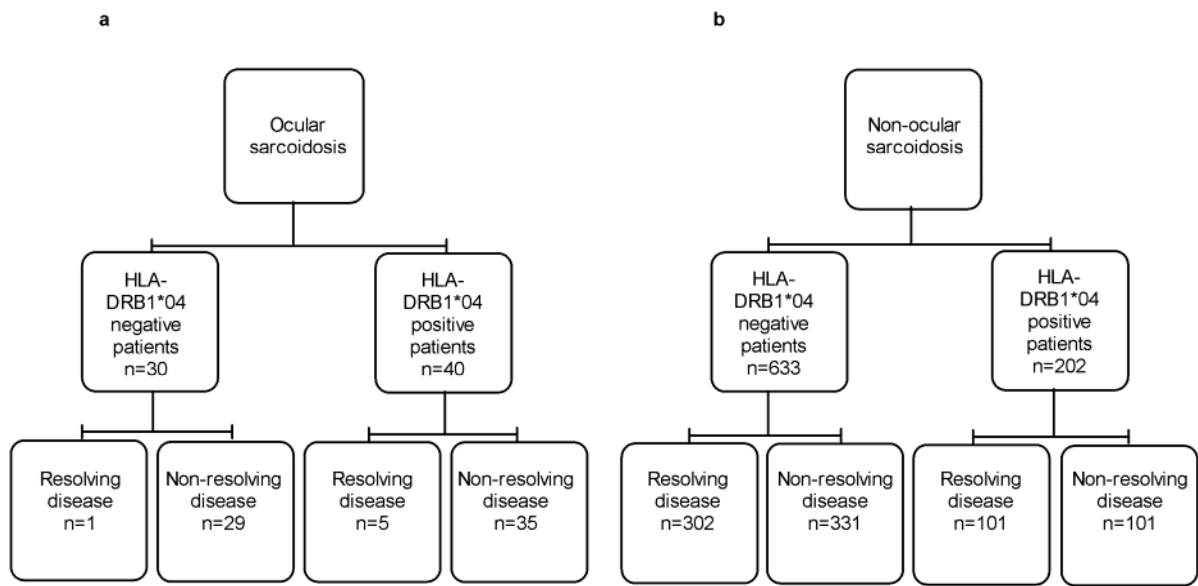 a
Ocular
sarcoidosis
HLA-
DRB1*04
negative
patients
n=30
HLA-
DRB1*04
positive
patients
n=40
Resolving
disease
n=1
Non-resolving
disease
n=29
Resolving
disease
n=5
Non-resolving
disease
n=35
b
Non-ocular
sarcoidosis
HLA-
DRB1*04
negative
patients
n=633
HLA-
DRB1*04
positive
patients
n=202
Resolving
disease
n=302
Non-resolving
disease
n=331
Resolving
disease
n=101
Non-resolving
disease
n=101